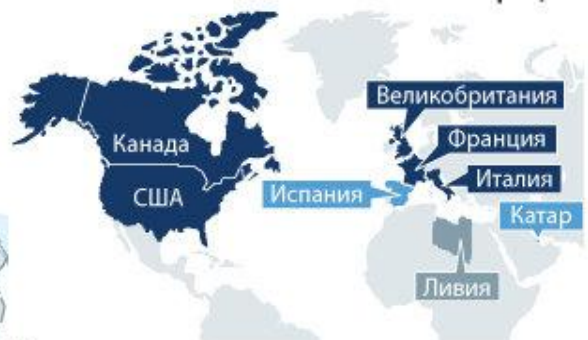 Великобритания
Канада
Франция
США
Испания
Италия
Катар
Ливия